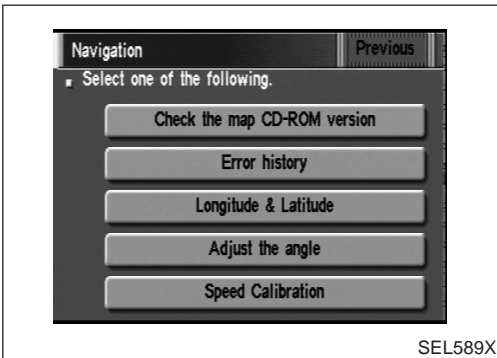 Navigation
Previous
Select one of the following.
Check the map CD-ROM version
Error history
Longitude & Latitude
Adjust the angle
Speed Calibration
SEL589X